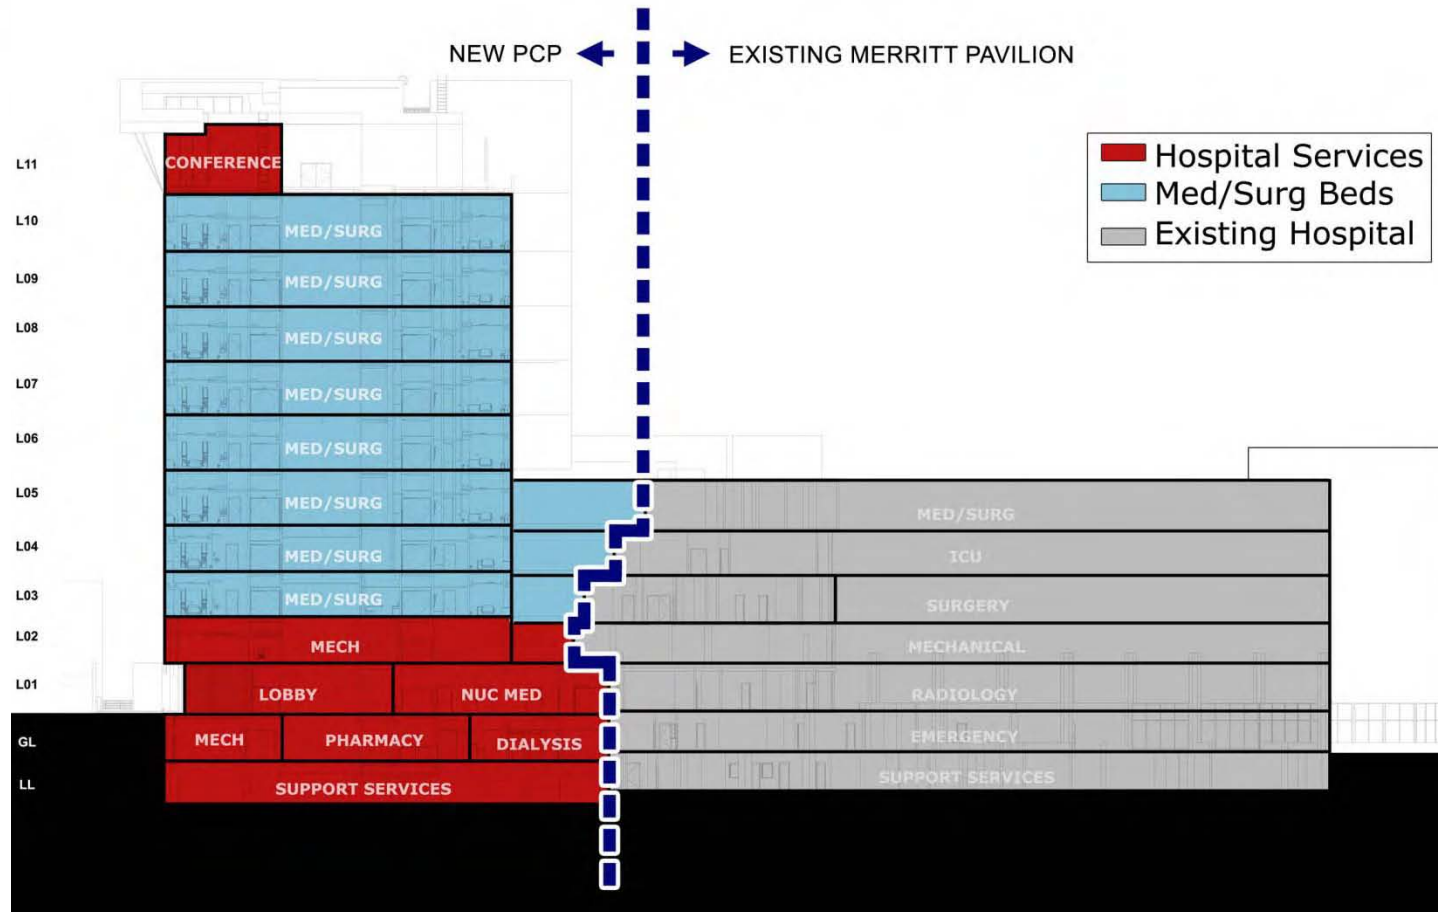 NEW PCP
EXISTING MERRITT PAVILION
Hospital Services
Med/Surg Beds
Existing Hospital
L11
CONFERENCE
L10
MED/SURG
L09
MED/SURG
L08
MED/SURG
L07
MED/SURG
L06
MED/SURG
L05
MED/SURG
MED/SURG
L04
MED/SURG
ICU
L03
MED/SURG
SURGERY
L02
MECH
MECHANICAL
L01
LOBBY
NUC MED
RADIOLOGY
GL
MECH
PHARMACY
DIALYSIS
EMERGENCY
LL
SUPPORT SERVICES
SUPPORT SERVICES